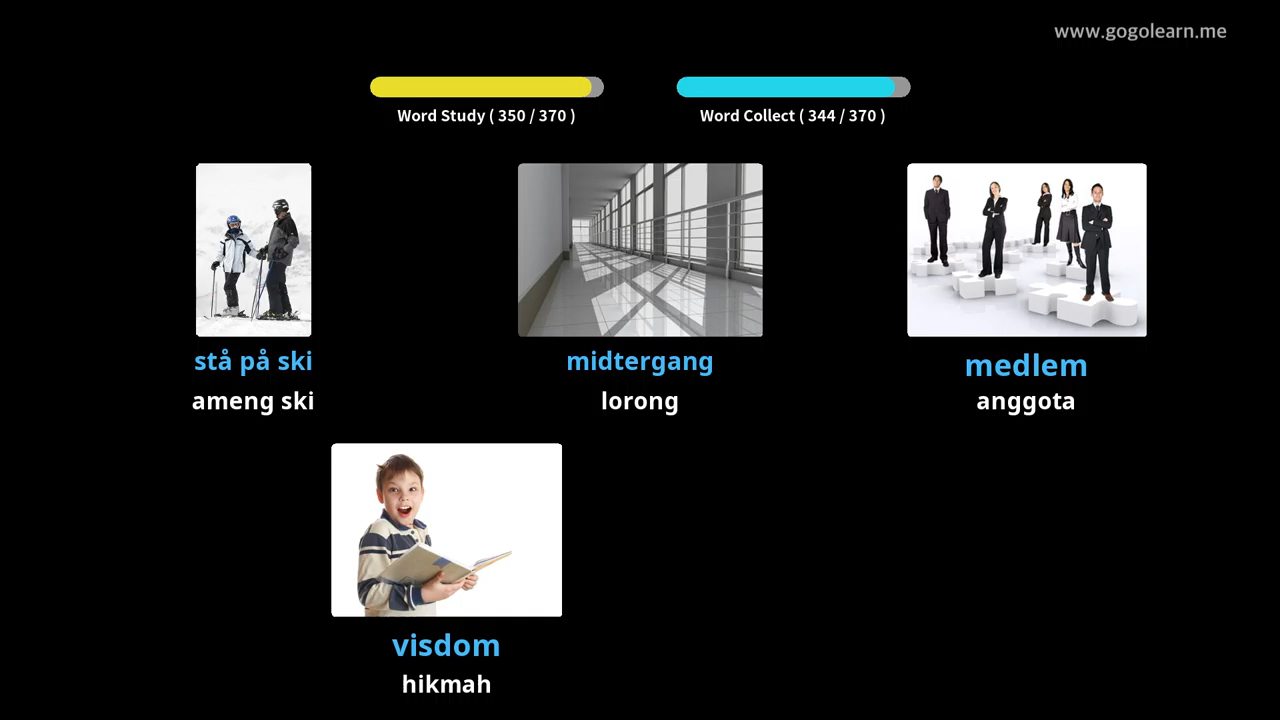 www.gogolearn.me
Word Study ( 350 / 370 )
Word Collect ( 344 / 370 )
stå på ski
ameng ski
midtergang
lorong
medlem
anggota
visdom
hikmah